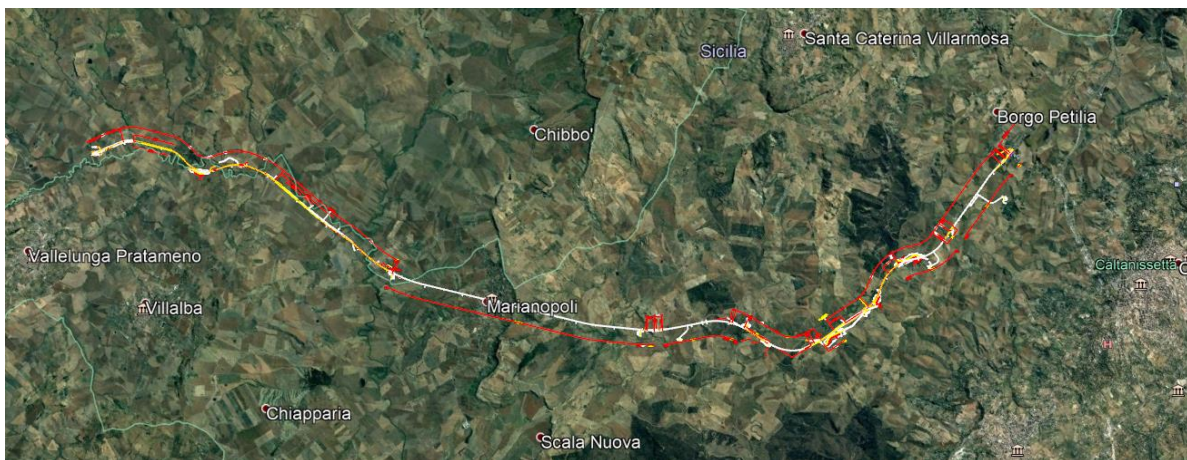 Santa Caterina Villarmosa
Sicilia
Borgo Petilia
Chibbo'
Vallelunga Pratameno
Caltanissetta
C
Villalba
Marianopoli
H
Chiapparia
Scala Nuova